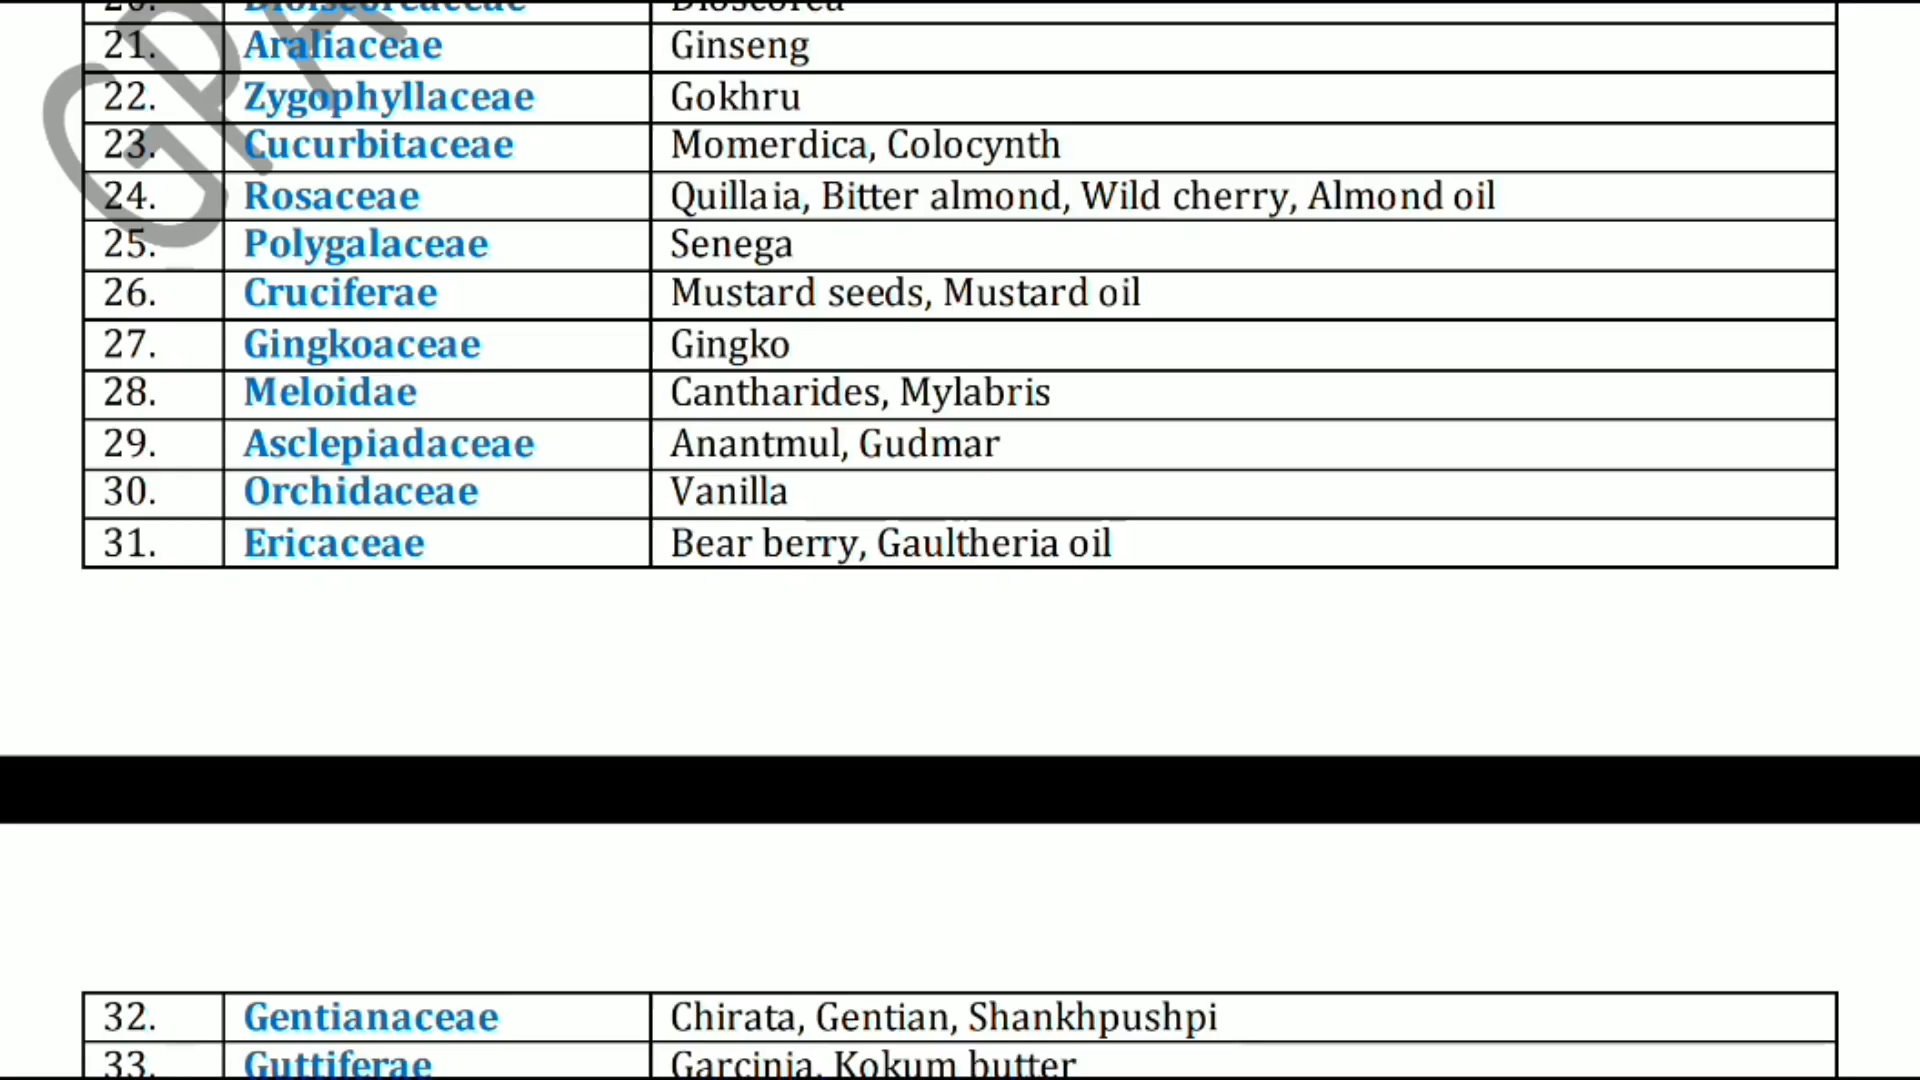 20. Dioiscoreaceae Dioscorea
21. Araliaceae Ginseng
22. Zygophyllaceae Gokhru
23. Cucurbitaceae Momerdica, Colocynth
24. Rosaceae Quillaia, Bitter almond, Wild cherry, Almond oil
25. Polygalaceae Senega
26. Cruciferae Mustard seeds, Mustard oil
27. Gingkoaceae Gingko
28. Meloidae Cantharides, Mylabris
29. Asclepiadaceae Anantmul, Gudmar
30. Orchidaceae Vanilla
31. Ericaceae Bear berry, Gaultheria oil
32. Gentianaceae Chirata, Gentian, Shankhpushpi
33. Guttiferae Garcinia, Kokum butter